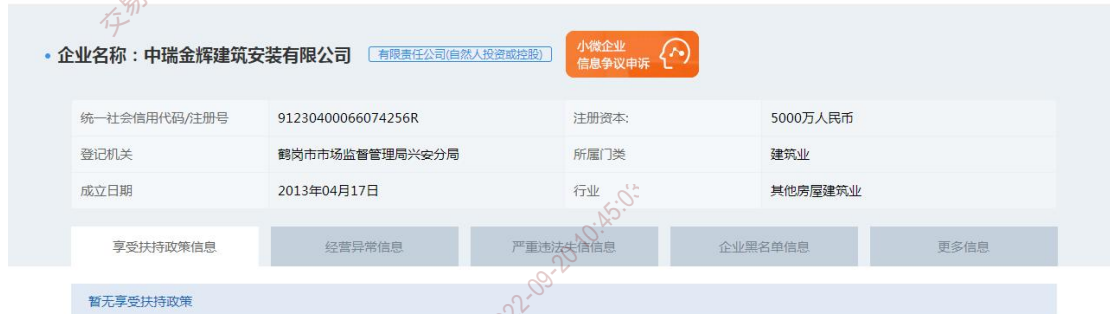 交易
• 企业名称：中瑞金辉建筑安装有限公司 有限责任公司(自然人投资或控股) 小微企业
信息争议申诉
统一社会信用代码/注册号 91230400066074256R 注册资本: 5000万人民币
登记机关 鹤岗市市场监督管理局兴安分局 所属门类 建筑业
成立日期 2013年04月17日 行业 其他房屋建筑业
享受扶持政策信息 经营异常信息 严重违法失信信息 企业黑名单信息 更多信息
暂无享受扶持政策
22-09-20 10:45:0